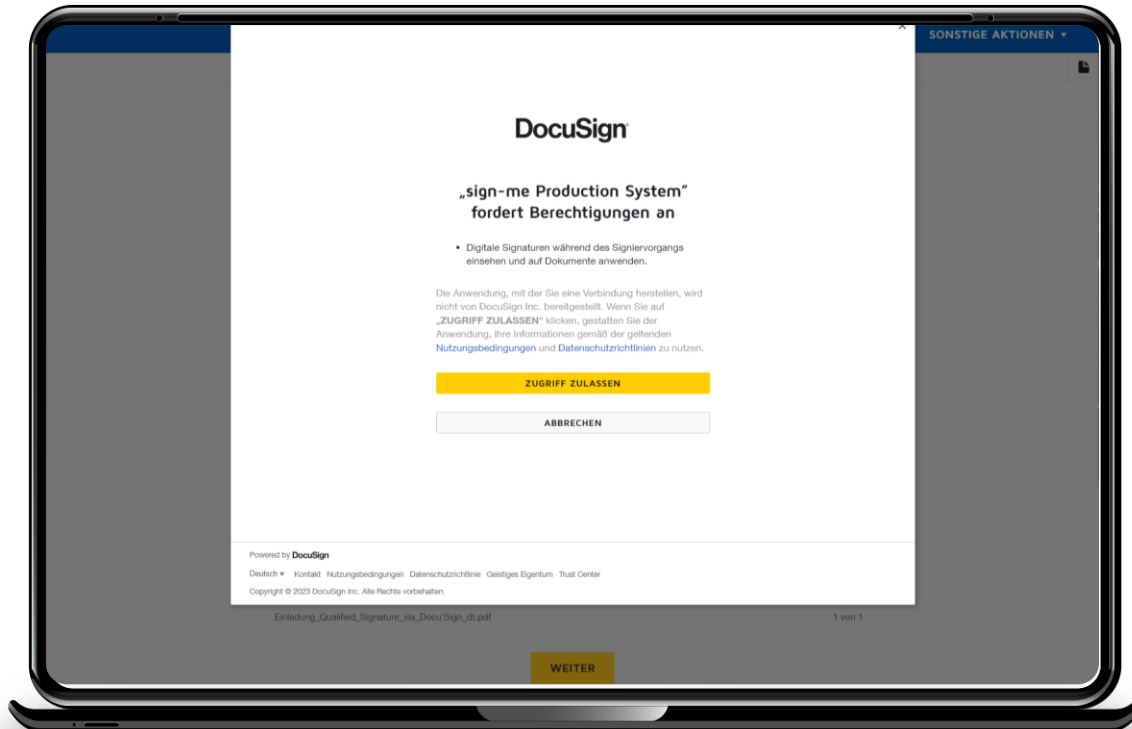 SONSTIGE AKTIONEN
DocuSign
„sign-me Production System”
fordert Berechtigungen an
• Digitale Signaturen während des Signiervorgangs
einsehen und auf Dokumente anwenden.
Die Anwendung, mit der Sie eine Verbindung herstellen, wird
nicht von DocuSign Inc. bereitgestellt. Wenn Sie auf
„ZUGRIFF ZULASSEN“ klicken, gestatten Sie der
Anwendung, Ihre Informationen gemäß der geltenden
Nutzungsbedingungen und Datenschutzrichtlinien zu nutzen.
ZUGRIFF ZULASSEN
ABBRECHEN
Powered by DocuSign
Deutsch Kontakt Nutzungsbedingungen Datenschutzrichtlinie Geistiges Eigentum Trust Center
Copyright © 2023 DocuSign Inc. Alle Rechte vorbehalten.
Einladung_Qualified_Signature_via_Docu'Sign_dt.pdf 1 von 1
WEITER